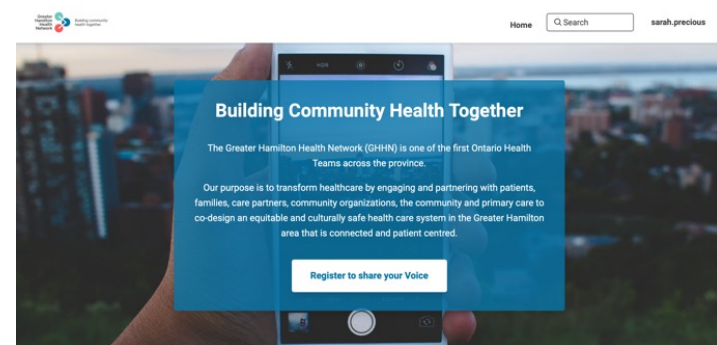 Greater
Hamilton
Health
Network
Building community
health together
Home
Search
sarah.precious
HDR
Building Community Health Together
The Greater Hamilton Health Network (GHHN) is one of the first Ontario Health
Teams across the province.
Our purpose is to transform healthcare by engaging and partnering with patients,
families, care partners, community organizations, the community and primary care to
co-design an equitable and culturally safe health care system in the Greater Hamilton
area that is connected and patient centred.
Register to share your Voice